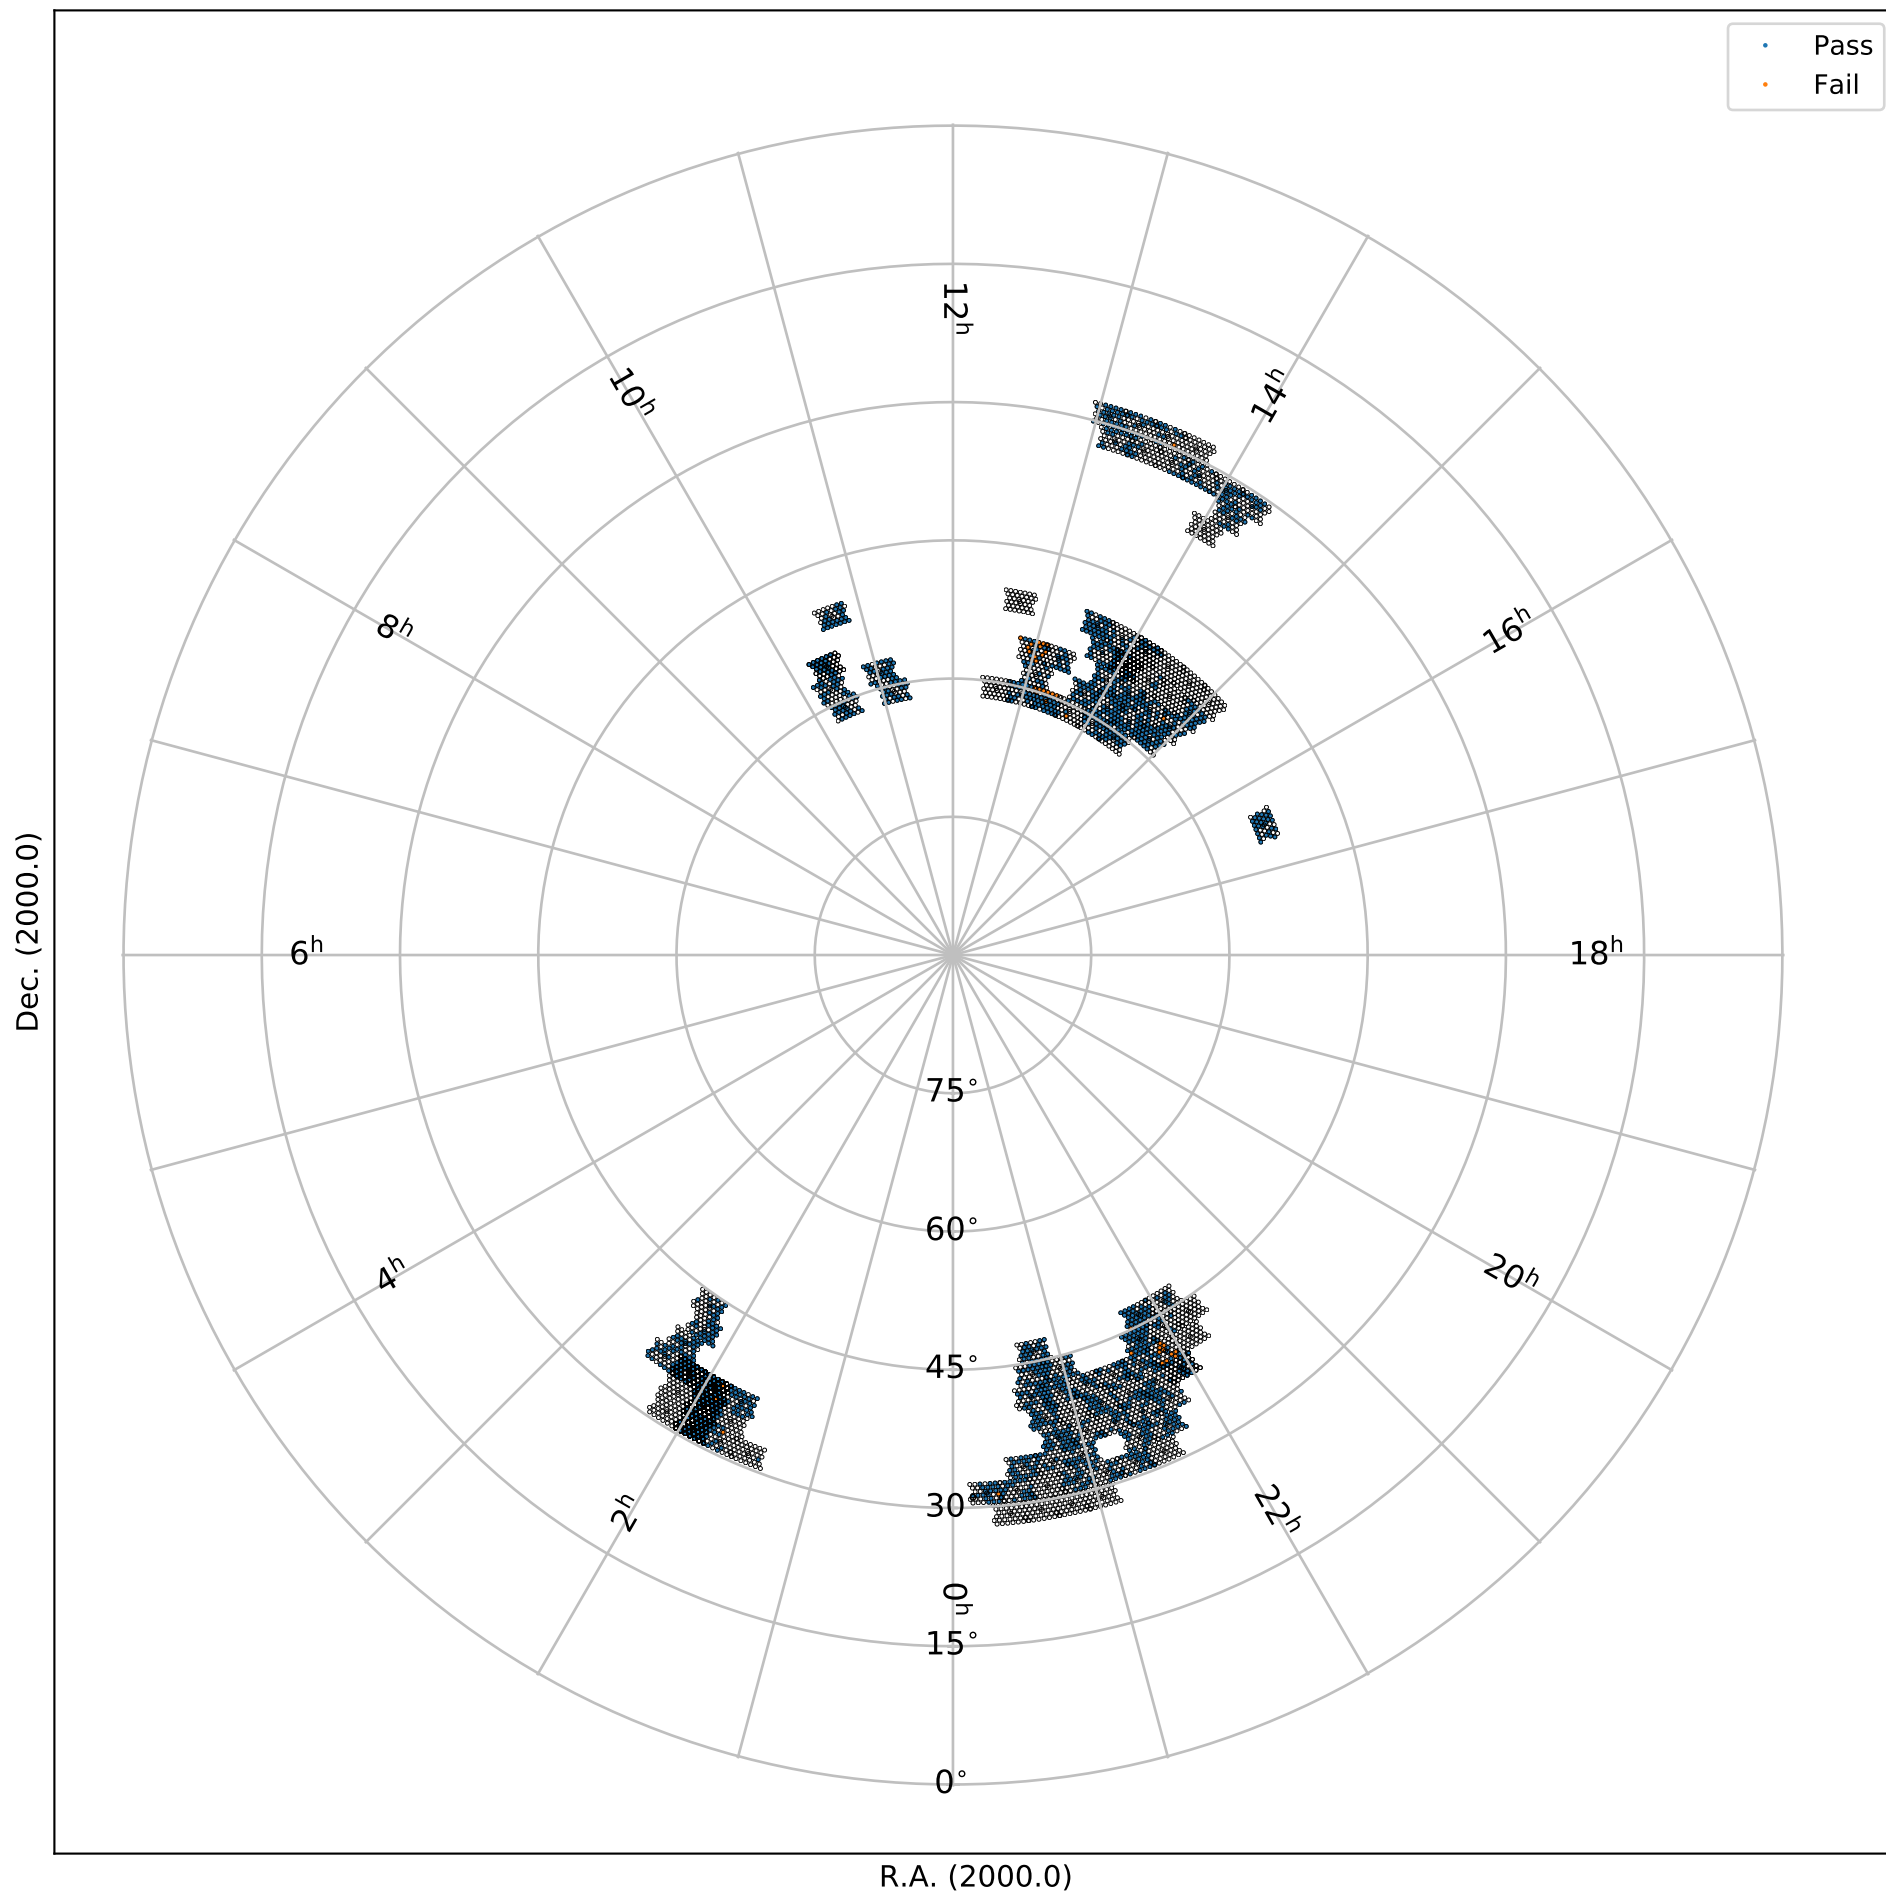 Pass
Fail
12ʰ
10ʰ
14ʰ
8ʰ
16ʰ
6ʰ
18ʰ
Dec. (2000.0)
75°
60°
4ʰ
20ʰ
45°
30
2ʰ
22ʰ
0ʰ
15°
0°
R.A. (2000.0)